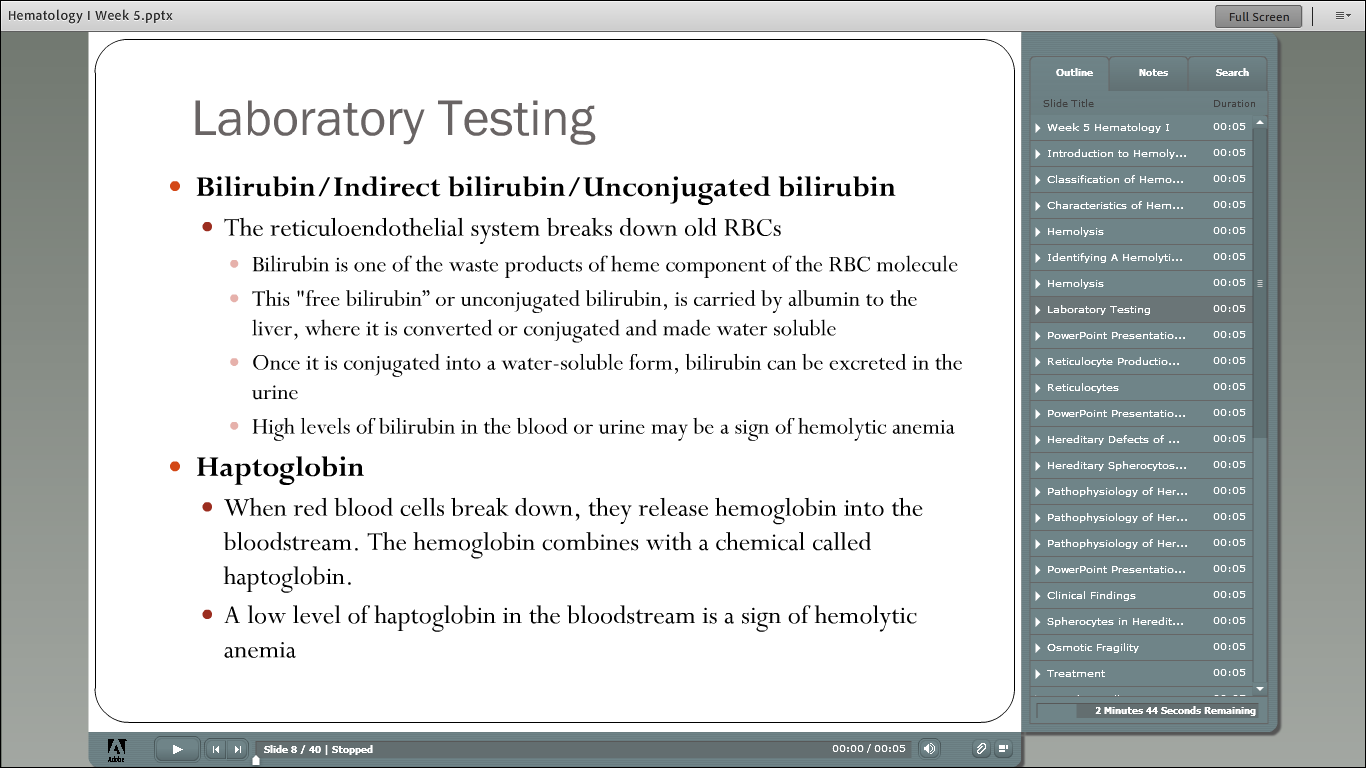 Hematology I Week 5.pptx
Full Screen
Laboratory Testing
Bilirubin/Indirect bilirubin/Unconjugated bilirubin
The reticuloendothelial system breaks down old RBCs
Bilirubin is one of the waste products of heme component of the RBC molecule
This "free bilirubin” or unconjugated bilirubin, is carried by albumin to the
liver, where it is converted or conjugated and made water soluble
Once it is conjugated into a water-soluble form, bilirubin can be excreted in the
urine
High levels of bilirubin in the blood or urine may be a sign of hemolytic anemia
Haptoglobin
When red blood cells break down, they release hemoglobin into the
bloodstream. The hemoglobin combines with a chemical called
haptoglobin.
A low level of haptoglobin in the bloodstream is a sign of hemolytic
anemia
Outline Notes Search
Slide Title Duration
Week 5 Hematology I 00:05
Introduction to Hemoly... 00:05
Classification of Hemo... 00:05
Characteristics of Hem... 00:05
Hemolysis 00:05
Identifying A Hemolyti... 00:05
Hemolysis 00:05
Laboratory Testing 00:05
PowerPoint Presentatio... 00:05
Reticulocyte Productio... 00:05
Reticulocytes 00:05
PowerPoint Presentatio... 00:05
Hereditary Defects of ... 00:05
Hereditary Spherocytos... 00:05
Pathophysiology of Her... 00:05
Pathophysiology of Her... 00:05
Pathophysiology of Her... 00:05
PowerPoint Presentatio... 00:05
Clinical Findings 00:05
Spherocytes in Heredit... 00:05
Osmotic Fragility 00:05
Treatment 00:05
2 Minutes 44 Seconds Remaining
Adobe
Slide 8 / 40 | Stopped
00:00 / 00:05